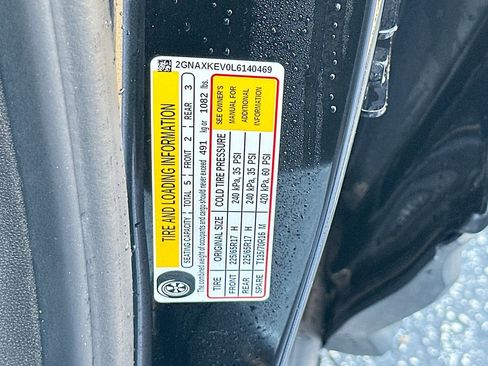 2GNAXKEV0L6140469
TIRE AND LOADING INFORMATION
SEATING CAPACITY TOTAL 5 FRONT 2 REAR 3
The combined weight of occupants and cargo should never exceed 491 kg or 1082 lbs.
TIRE ORIGINAL SIZE COLD TIRE PRESSURE
FRONT 225/65R17 H 240 kPa, 35 PSI
REAR 225/65R17 H 240 kPa, 35 PSI
SPARE T135/70R16 M 420 kPa, 60 PSI
SEE OWNER'S
MANUAL FOR
ADDITIONAL
INFORMATION